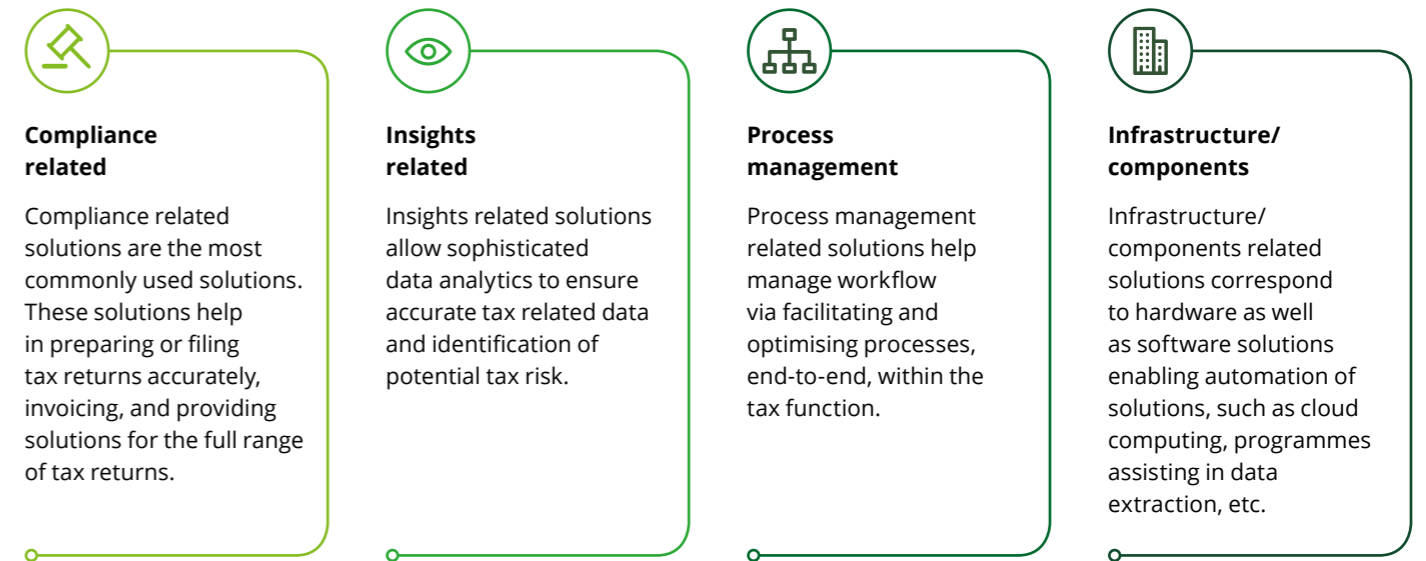 Compliance
related
Compliance related
solutions are the most
commonly used solutions.
These solutions help
in preparing or filing
tax returns accurately,
invoicing, and providing
solutions for the full range
of tax returns.
Insights
related
Insights related solutions
allow sophisticated
data analytics to ensure
accurate tax related data
and identification of
potential tax risk.
Process
management
Process management
related solutions help
manage workflow
via facilitating and
optimising processes,
end-to-end, within the
tax function.
Infrastructure/
components
Infrastructure/
components related
solutions correspond
to hardware as well
as software solutions
enabling automation of
solutions, such as cloud
computing, programmes
assisting in data
extraction, etc.